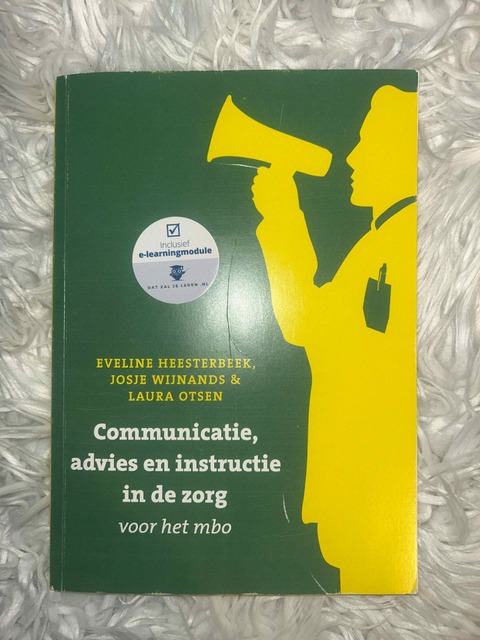 Inclusief
e-learningmodule
DAT ZAL JE LEREN .NL
EVELINE HEESTERBEEK,
JOSJE WIJNANDS &
LAURA OTSEN
Communicatie,
advies en instructie
in de zorg
voor het mbo